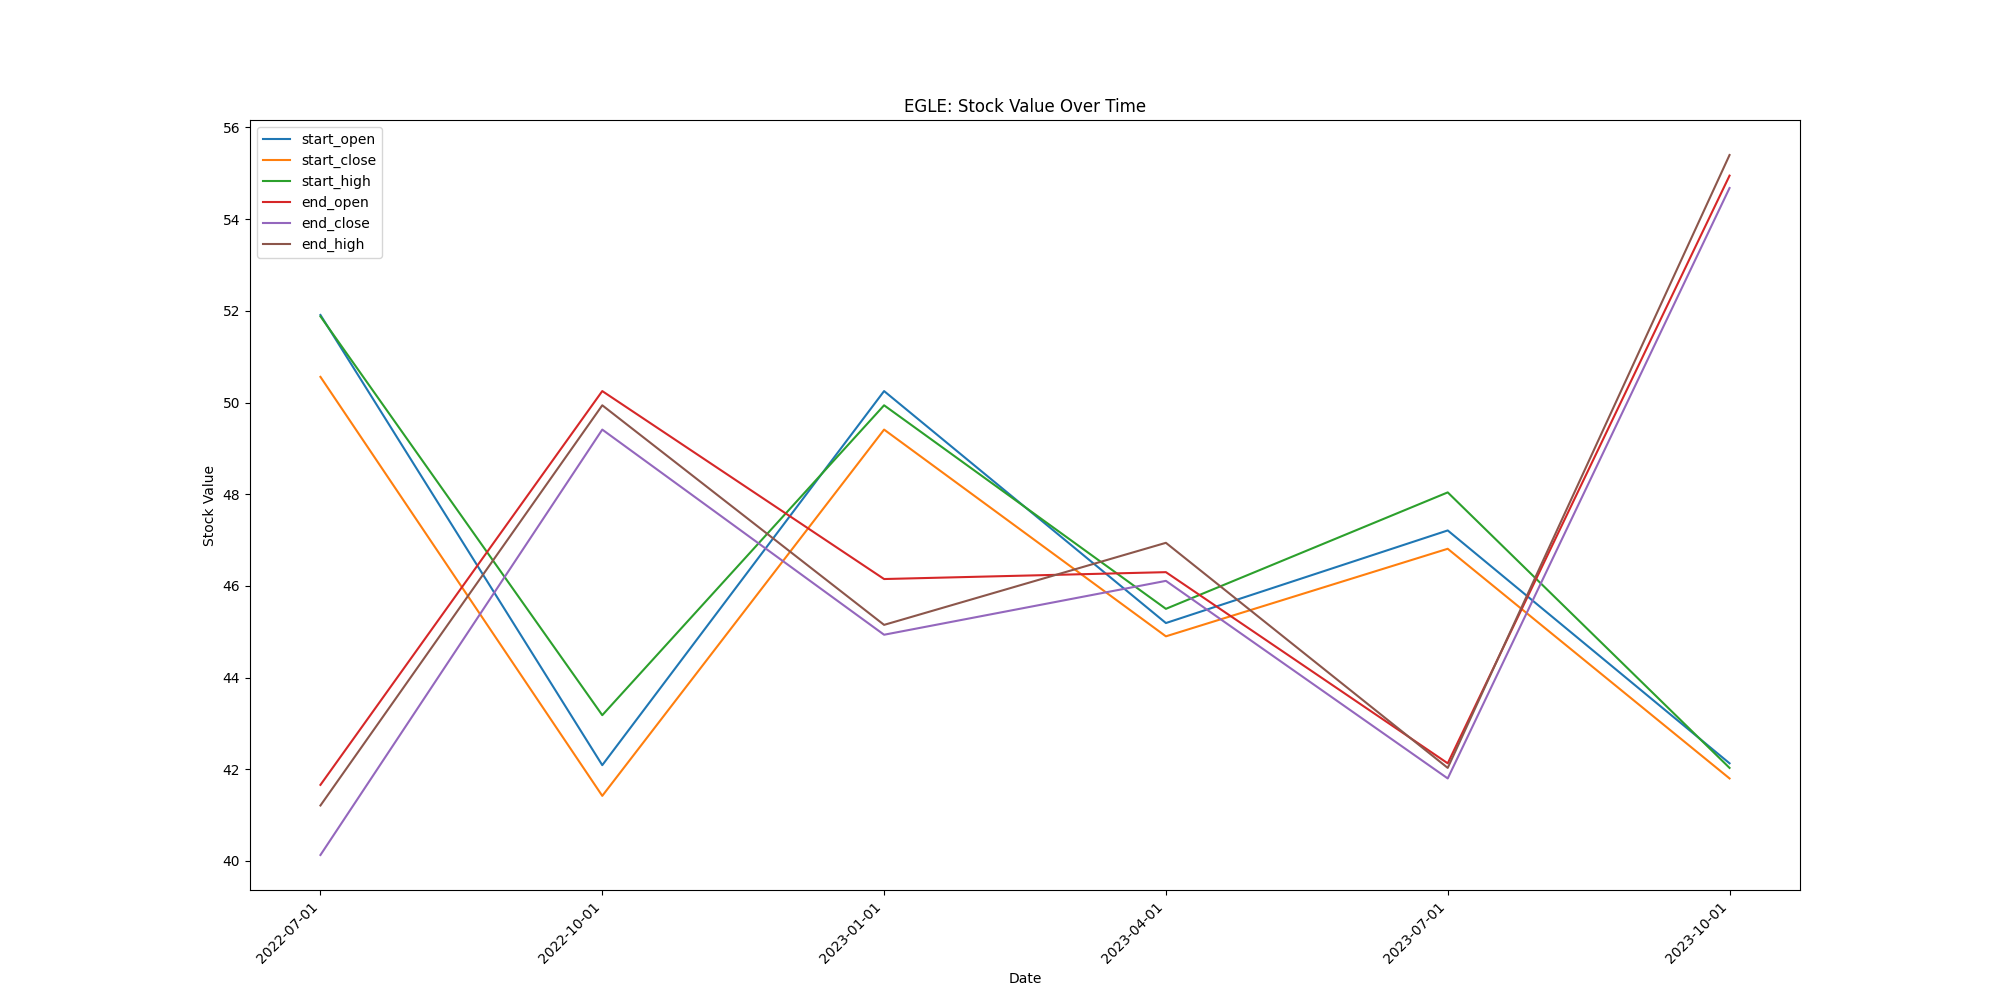 EGLE: Stock Value Over Time
start_open
start_close
start_high
end_open
end_close
end_high
56
54
52
50
48
46
44
42
40
Stock Value
2022-07-01
2022-10-01
2023-01-01
2023-04-01
2023-07-01
2023-10-01
Date